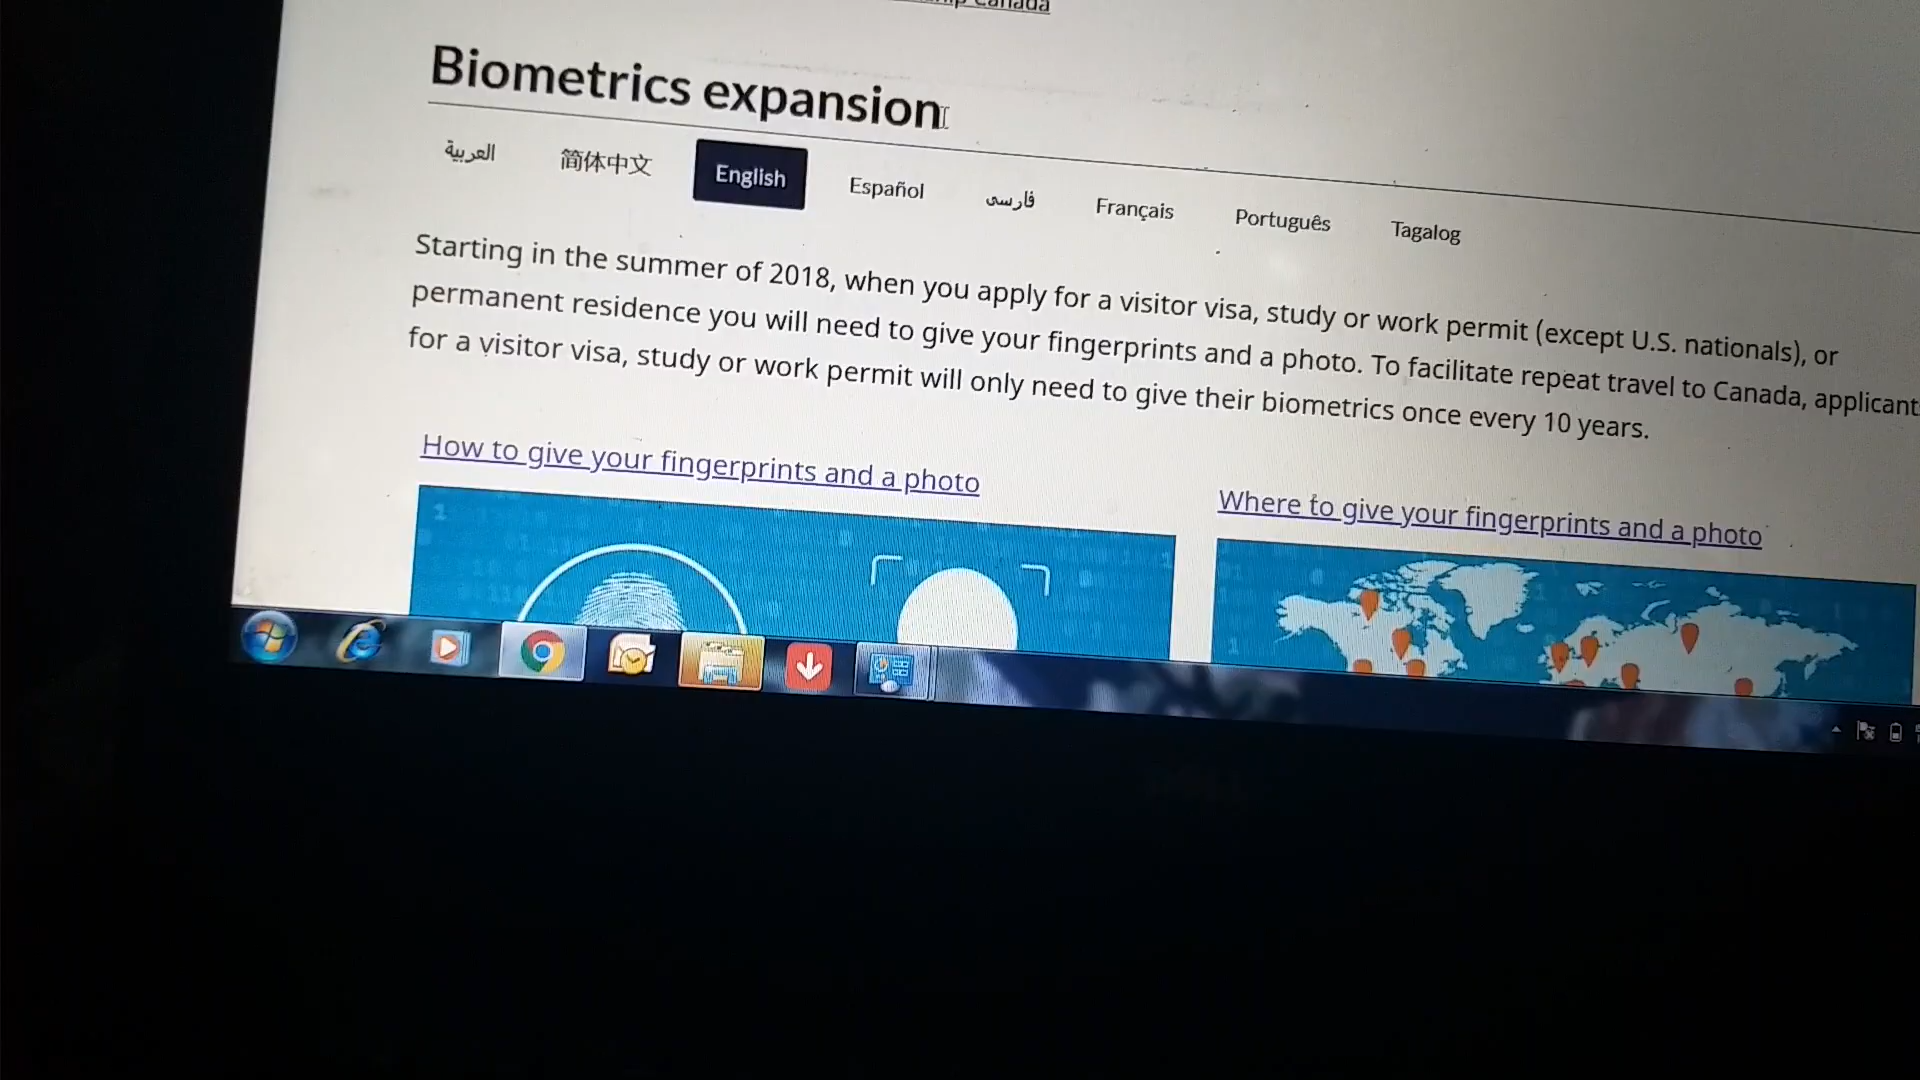 Canada
Biometrics expansion
العربية 简体中文 English Español فارسی Français Português Tagalog
Starting in the summer of 2018, when you apply for a visitor visa, study or work permit (except U.S. nationals), or
permanent residence you will need to give your fingerprints and a photo. To facilitate repeat travel to Canada, applicant
for a visitor visa, study or work permit will only need to give their biometrics once every 10 years.
How to give your fingerprints and a photo
Where to give your fingerprints and a photo